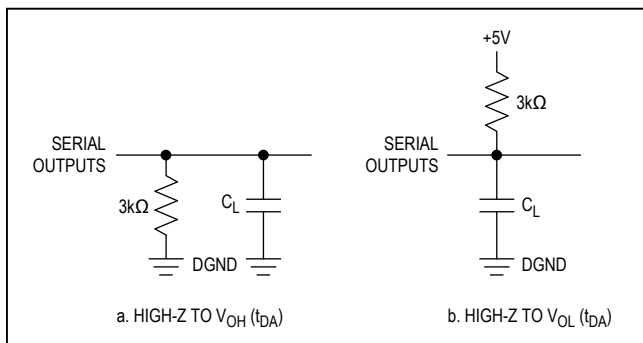 SERIAL
OUTPUTS
3kΩ
C_L
DGND
a. HIGH-Z TO V_OH (t_DA)
+5V
3kΩ
SERIAL
OUTPUTS
C_L
DGND
b. HIGH-Z TO V_OL (t_DA)